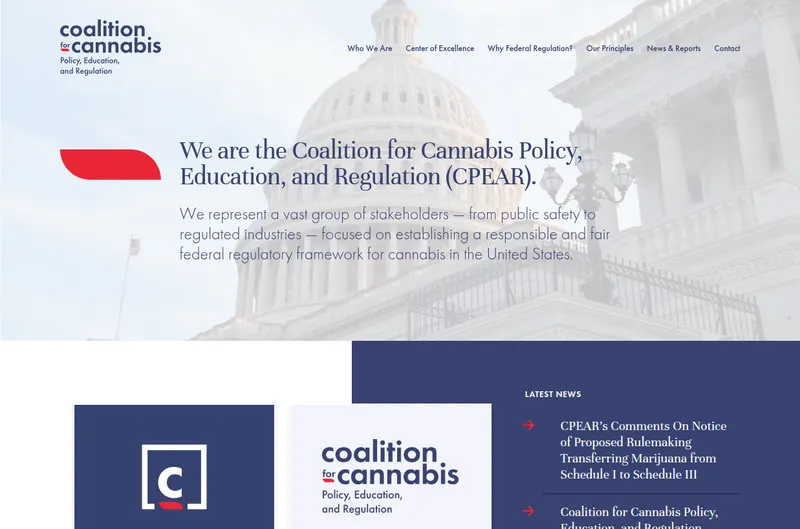 coalition
for cannabis
Policy, Education,
and Regulation
Who We Are Center of Excellence Why Federal Regulation? Our Principles News & Reports Contact
We are the Coalition for Cannabis Policy,
Education, and Regulation (CPEAR).
We represent a vast group of stakeholders — from public safety to
regulated industries — focused on establishing a responsible and fair
federal regulatory framework for cannabis in the United States.
LATEST NEWS
CPEAR's Comments On Notice
of Proposed Rulemaking
Transferring Marijuana from
Schedule I to Schedule III
Coalition for Cannabis Policy,
Education, and Regulation
c
coalition
for cannabis
Policy, Education,
and Regulation